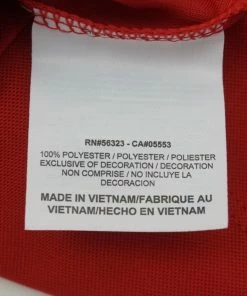 RN#56323 - CA#05553
100% POLYESTER / POLYESTER / POLIESTER
EXCLUSIVE OF DECORATION / DECORATION
NON COMPRISE / NO INCLUYE LA
DECORACION
MADE IN VIETNAM/FABRIQUE AU
VIETNAM/HECHO EN VIETNAM